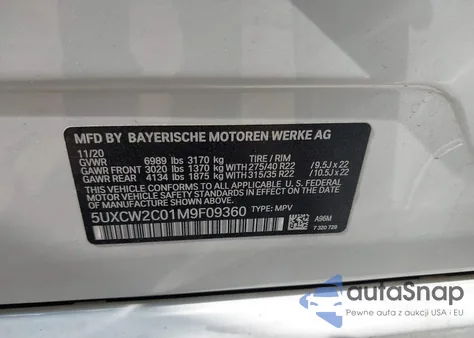 MFD BY BAYERISCHE MOTOREN WERKE AG
11/20
GVWR 6989 lbs 3170 kg TIRE / RIM
GAWR FRONT 3020 lbs 1370 kg WITH 275/40 R22 / 9.5J x 22
GAWR REAR 4134 lbs 1875 kg WITH 315/35 R22 / 10.5J x 22
THIS VEHICLE CONFORMS TO ALL APPLICABLE U.S. FEDERAL MOTOR
VEHICLE SAFETY STANDARDS IN EFFECT ON THE DATE OF MANUFACTURE SHOWN ABOVE.
5UXCW2C01M9F09360 TYPE: MPV
A96M
7 320 729
autoSnap
Pewne auta z aukcji USA i EU